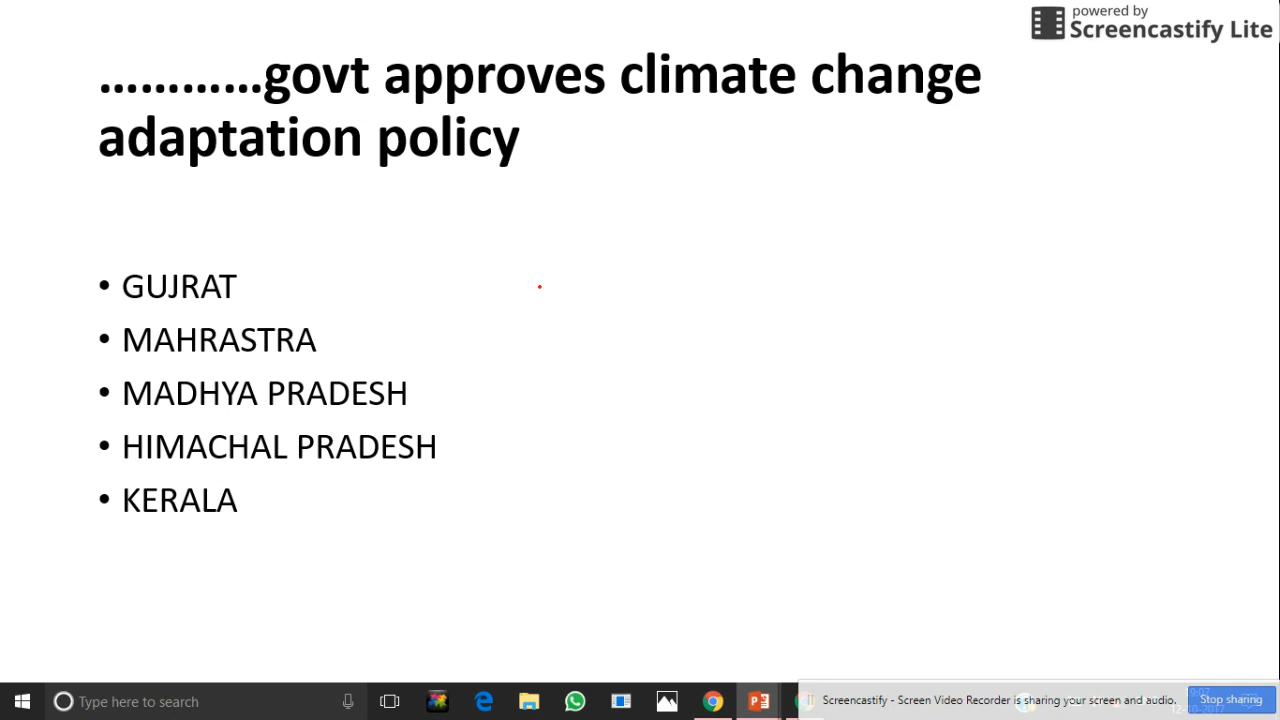 powered by
Screencastify Lite
…………govt approves climate change
adaptation policy
• GUJRAT
• MAHRASTRA
• MADHYA PRADESH
• HIMACHAL PRADESH
• KERALA
Type here to search
Screencastify - Screen Video Recorder is sharing your screen and audio.
Stop sharing